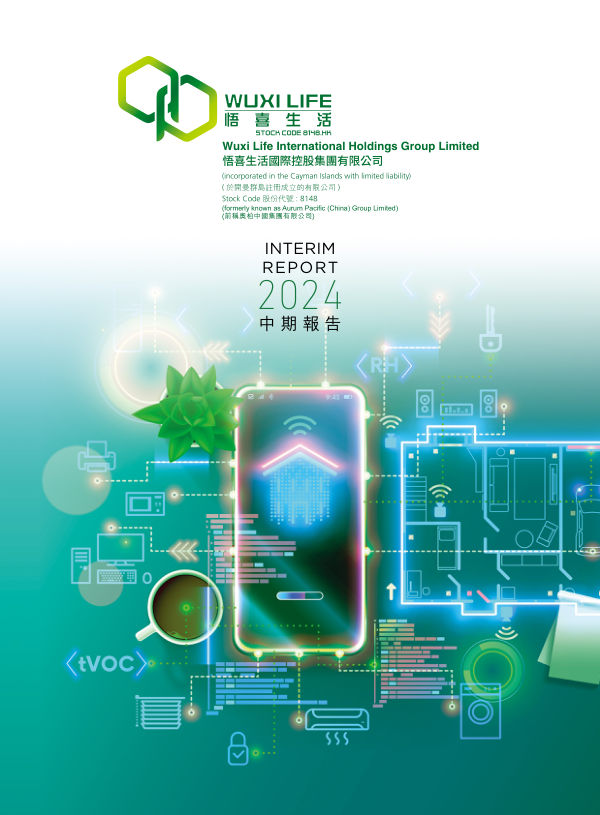 WUXI LIFE
悟喜生活
STOCK CODE 8148.HK
Wuxi Life International Holdings Group Limited
悟喜生活國際控股集團有限公司
(incorporated in the Cayman Islands with limited liability)
(於開曼群島註冊成立的有限公司)
Stock Code 股份代號 : 8148
(formerly known as Aurum Pacific (China) Group Limited)
(前稱奧柏中國集團有限公司)
INTERIM
REPORT
2024
中期報告
RH
9:43
tVOC